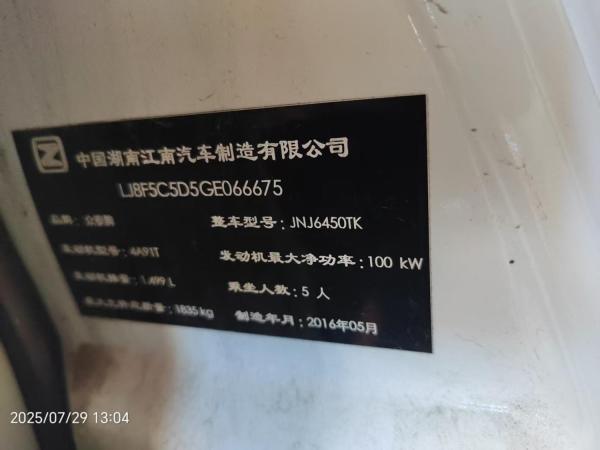 中国湖南江南汽车制造有限公司
LJ8F5C5D5GE066675
品牌：众泰牌 整车型号：JNJ6450TK
发动机型号：4A91T 发动机最大净功率：100 kW
发动机排量：1.499 L 乘坐人数：5 人
最大允许总质量：1835 kg 制造年月：2016年05月
2025/07/29 13:04